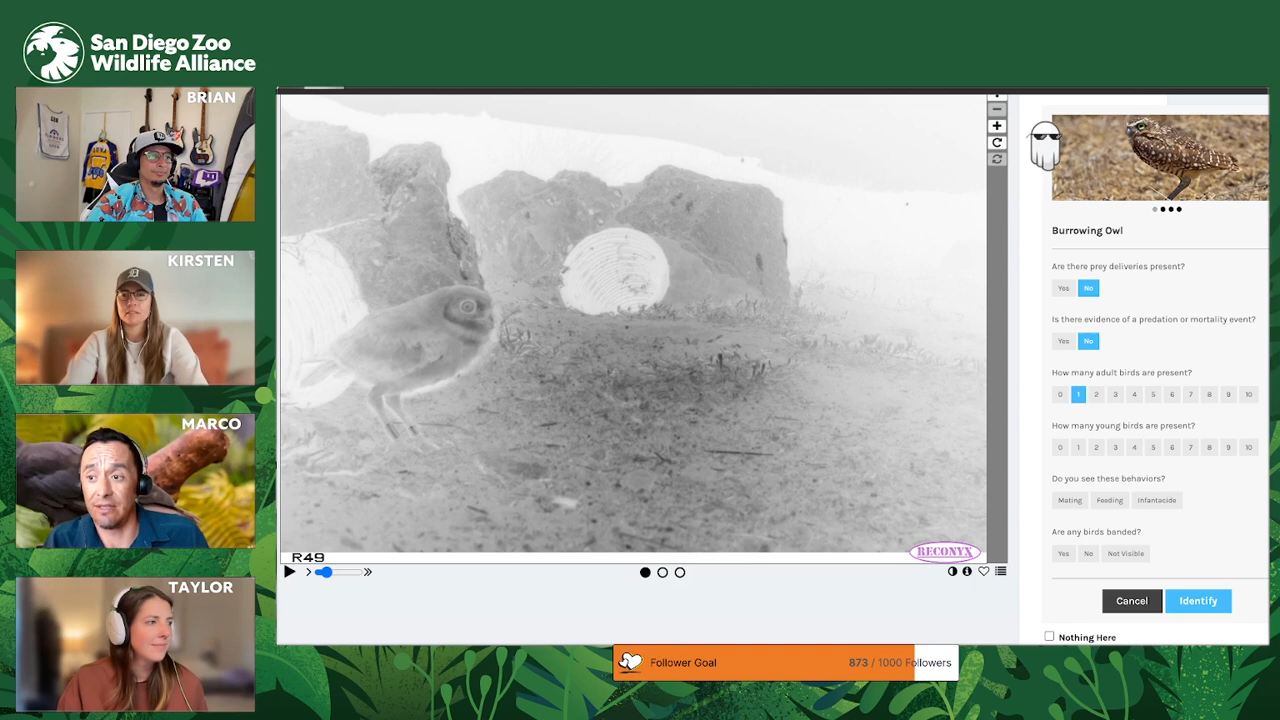 San Diego Zoo
Wildlife Alliance
BRIAN
KIRSTEN
MARCO
TAYLOR
R49
RECONYX
Burrowing Owl
Are there prey deliveries present?
Yes No
Is there evidence of a predation or mortality event?
Yes No
How many adult birds are present?
0 1 2 3 4 5 6 7 8 9 10
How many young birds are present?
0 1 2 3 4 5 6 7 8 9 10
Do you see these behaviors?
Mating Feeding Infantacide
Are any birds banded?
Yes No Not Visible
Cancel Identify
Nothing Here
Follower Goal 873 / 1000 Followers